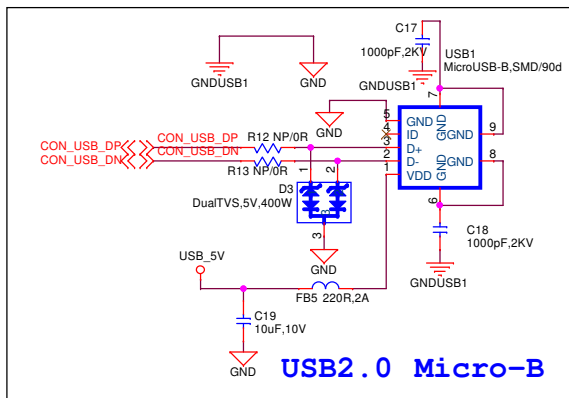 C17
1000pF,2KV
USB1
MicroUSB-B,SMD/90d
GNDUSB1
GND
GNDUSB1
7
GND
5
GND
GND
4
ID
GND
9
CON_USB_DP
CON_USB_DP
R12 NP/0R
3
D+
CON_USB_DN
CON_USB_DN
2
D-
GND
8
R13 NP/0R
1
VDD
GND
1
2
D3
DualTVS,5V,400W
3
3
6
C18
1000pF,2KV
GND
GNDUSB1
USB_5V
FB5 220R,2A
C19
10uF,10V
GND
USB2.0 Micro-B